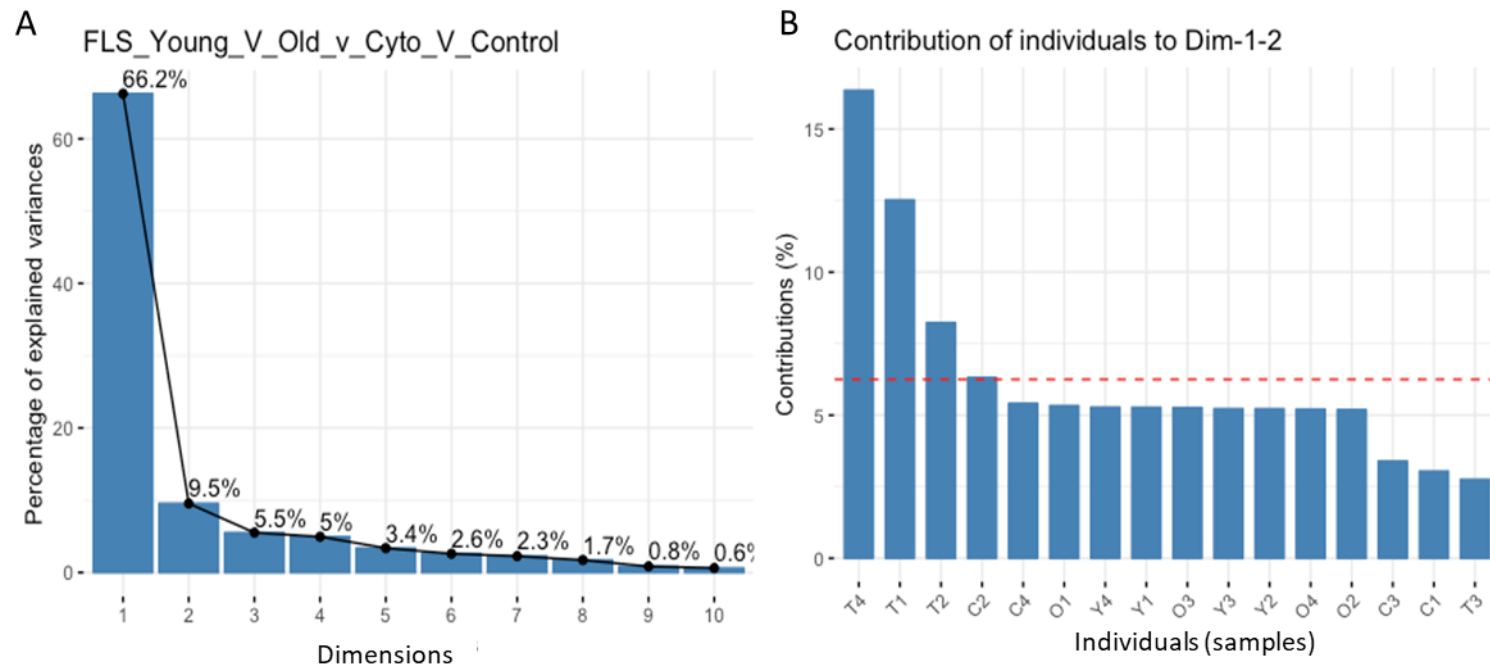 A
FLS_Young_V_Old_v_Cyto_V_Control
Percentage of explained variances
60
40
20
0
66.2%
9.5%
5.5%
5%
3.4%
2.6%
2.3%
1.7%
0.8%
0.6%
1 2 3 4 5 6 7 8 9 10
Dimensions
B
Contribution of individuals to Dim-1-2
Contributions (%)
15
10
5
0
T4 T1 T2 C2 C4 O1 Y4 Y1 O3 Y3 Y2 O4 O2 C3 C1 T3
Individuals (samples)